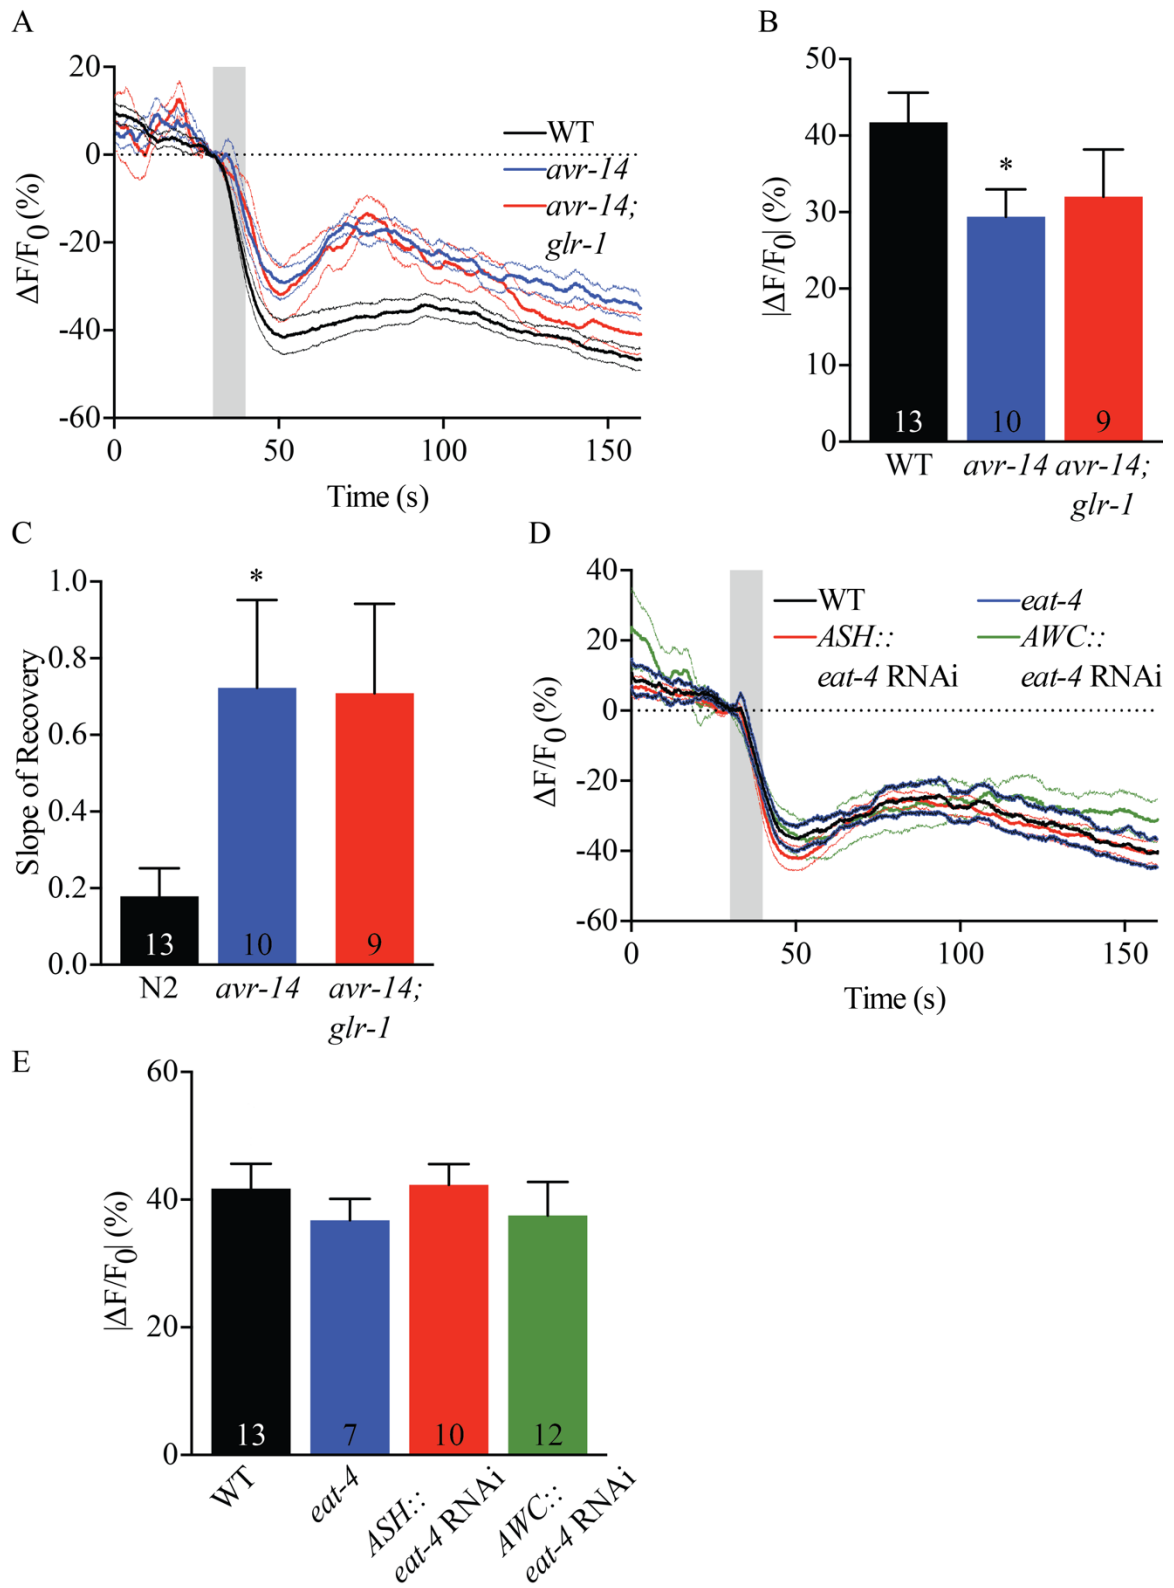 A
20
0
-20
-40
-60
ΔF/F0 (%)
0
50
100
150
Time (s)
WT
avr-14
avr-14;
glr-1
B
50
40
30
20
10
0
|ΔF/F0| (%)
*
13
10
9
WT
avr-14
avr-14;
glr-1
C
1.0
0.8
0.6
0.4
0.2
0.0
Slope of Recovery
*
13
10
9
N2
avr-14
avr-14;
glr-1
D
40
20
0
-20
-40
-60
ΔF/F0 (%)
0
50
100
150
Time (s)
WT
ASH::
eat-4 RNAi
eat-4
AWC::
eat-4 RNAi
E
60
40
20
0
|ΔF/F0| (%)
13
7
10
12
WT
eat-4
ASH::
eat-4 RNAi
AWC::
eat-4 RNAi